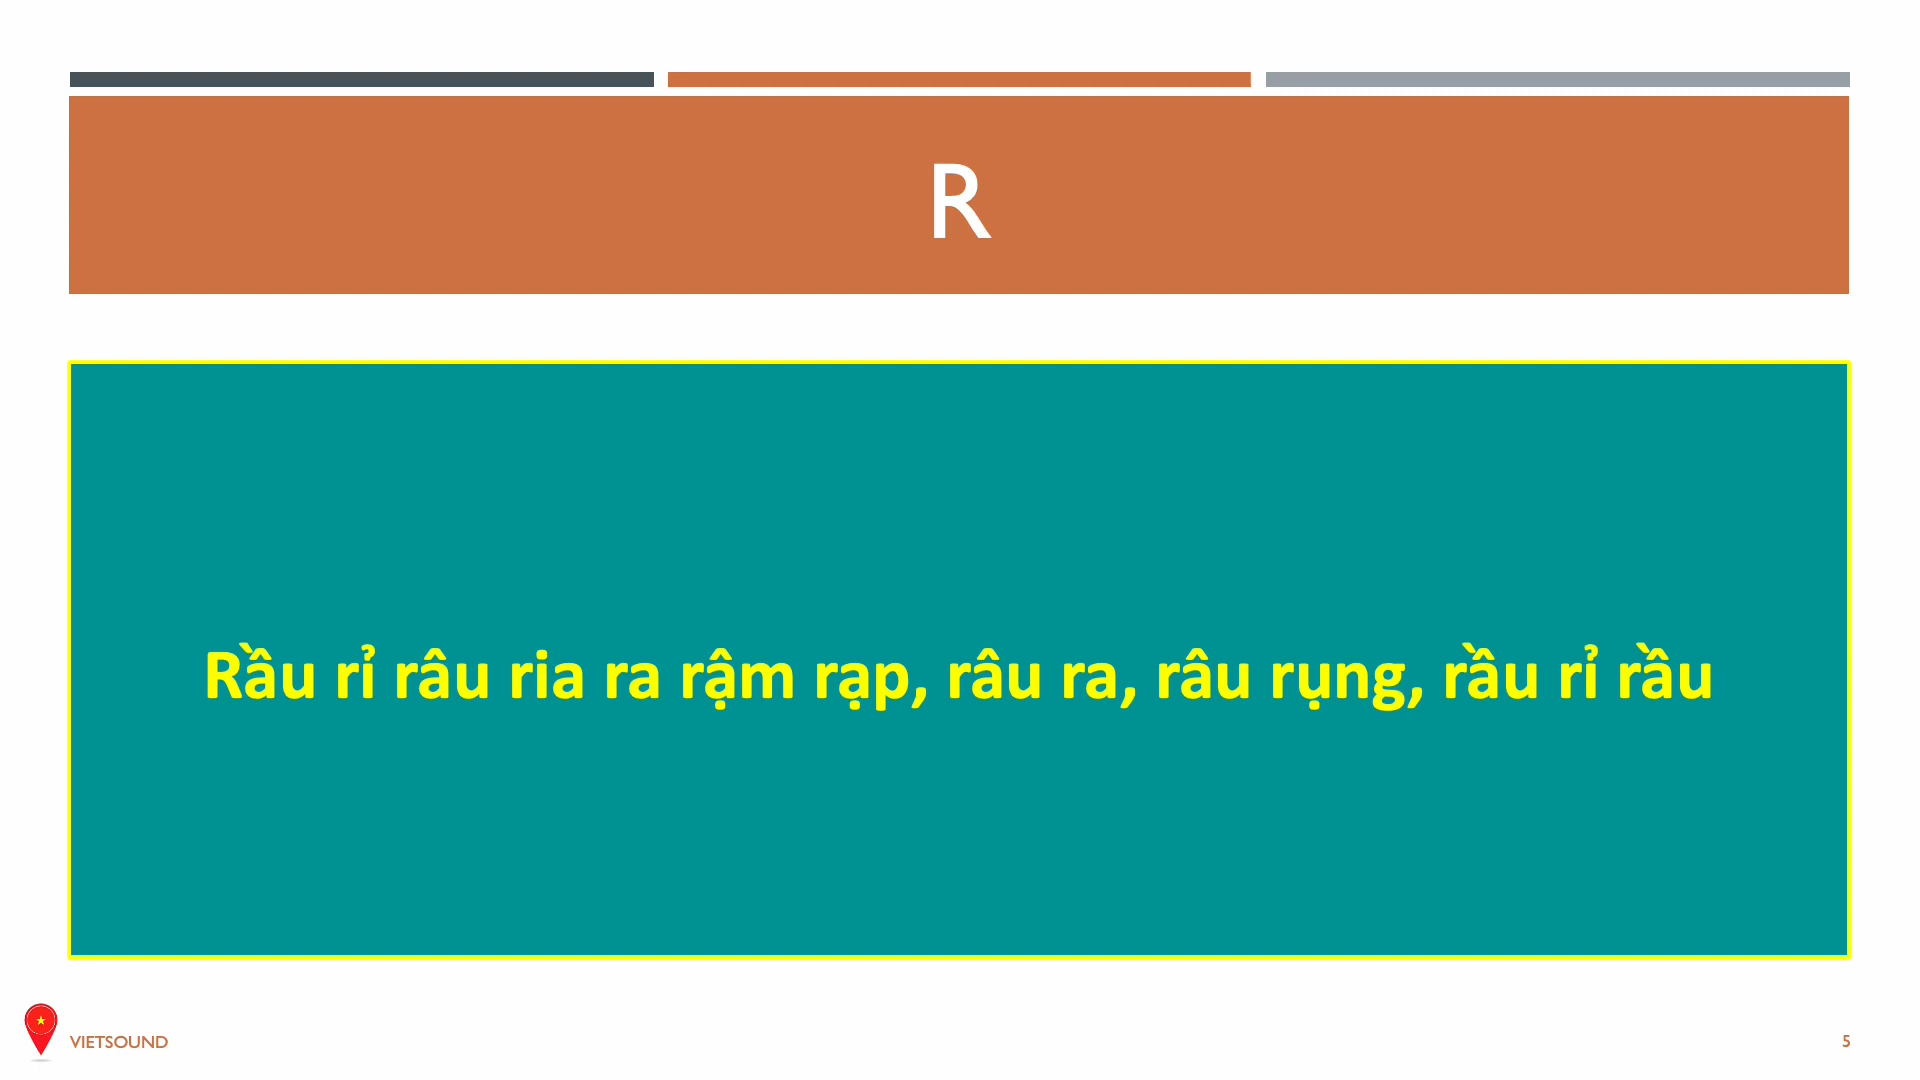 R
Rầu rỉ râu ria ra rậm rạp, râu ra, râu rụng, rầu rỉ rầu
VIETSOUND
5